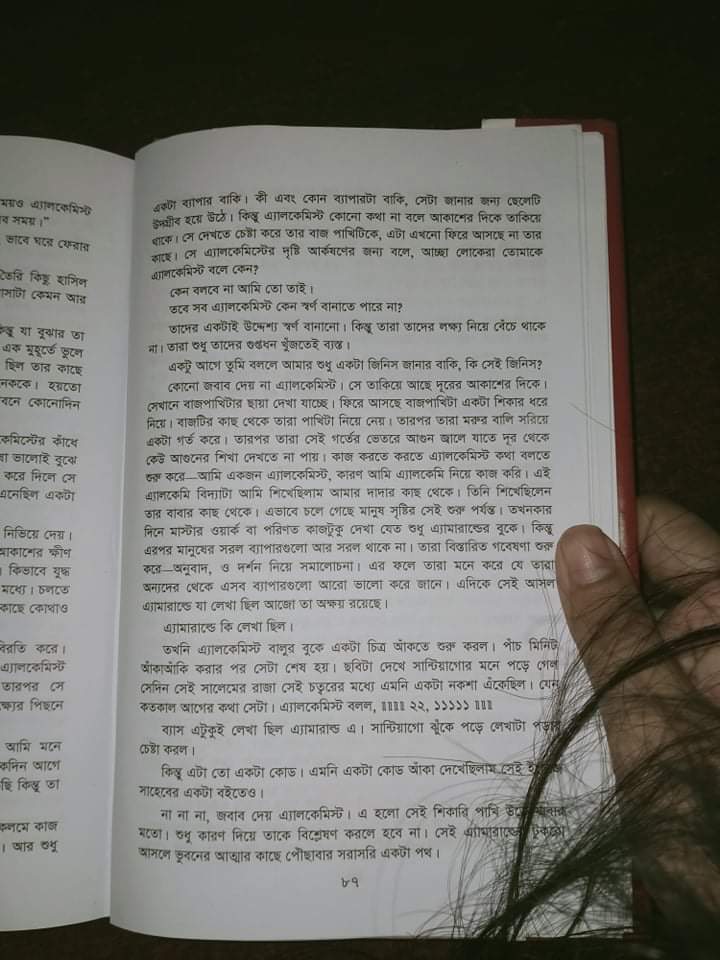 ময়ও এ্যালকেমিস্ট
ব সময়।”
ভাবে ঘরে ফেরার
তৈরি কিছু হাসিল
াসাটা কেমন আর
ন্তু যা বুঝার তা
এক মুহূর্তে ভুলে
ছিল তার কাছে
নেককে। হয়তো
বনে কোনোদিন
কেমিস্টের কাঁধে
যা ভালোই বুঝে
করে দিলে সে
এনেছিল একটা
নিভিয়ে দেয়।
আকাশের ক্ষীণ
। কিভাবে যুদ্ধ
মধ্যে। চলতে
কাছে কোথাও
বিরতি করে।
এ্যালকেমিস্ট
তারপর সে
ক্ষ্যের পিছনে
আমি মনে
কদিন আগে
ছি কিন্তু তা
কলমে কাজ
। আর শুধু
একটা ব্যাপার বাকি। কী এবং কোন ব্যাপারটা বাকি, সেটা জানার জন্য ছেলেটি
উদগ্রীব হয়ে উঠে। কিন্তু এ্যালকেমিস্ট কোনো কথা না বলে আকাশের দিকে তাকিয়ে
থাকে। সে দেখতে চেষ্টা করে তার বাজ পাখিটিকে, এটা এখনো ফিরে আসছে না তার
কাছে। সে এ্যালকেমিস্টের দৃষ্টি আর্কষণের জন্য বলে, আচ্ছা লোকেরা তোমাকে
এ্যালকেমিস্ট বলে কেন?
কেন বলবে না আমি তো তাই।
তবে সব এ্যালকেমিস্ট কেন স্বর্ণ বানাতে পারে না?
তাদের একটাই উদ্দেশ্য স্বর্ণ বানানো। কিন্তু তারা তাদের লক্ষ্য নিয়ে বেঁচে থাকে
না। তারা শুধু তাদের গুপ্তধন খুঁজতেই ব্যস্ত।
একটু আগে তুমি বললে আমার শুধু একটা জিনিস জানার বাকি, কি সেই জিনিস?
কোনো জবাব দেয় না এ্যালকেমিস্ট। সে তাকিয়ে আছে দূরের আকাশের দিকে।
সেখানে বাজপাখিটার ছায়া দেখা যাচ্ছে। ফিরে আসছে বাজপাখিটা একটা শিকার ধরে
নিয়ে। বাজটির কাছ থেকে তারা পাখিটা নিয়ে নেয়। তারপর তারা মরুর বালি সরিয়ে
একটা গর্ত করে। তারপর তারা সেই গর্তের ভেতরে আগুন জ্বালে যাতে দূর থেকে
কেউ আগুনের শিখা দেখতে না পায়। কাজ করতে করতে এ্যালকেমিস্ট কথা বলতে
শুরু করে—আমি একজন এ্যালকেমিস্ট, কারণ আমি এ্যালকেমি নিয়ে কাজ করি। এই
এ্যালকেমি বিদ্যাটা আমি শিখেছিলাম আমার দাদার কাছ থেকে। তিনি শিখেছিলেন
তার বাবার কাছ থেকে। এভাবে চলে গেছে মানুষ সৃষ্টির সেই শুরু পর্যন্ত। তখনকার
দিনে মাস্টার ওয়ার্ক বা পরিণত কাজটুকু দেখা যেত শুধু এ্যামারান্ডের বুকে। কিন্তু
এরপর মানুষের সরল ব্যাপারগুলো আর সরল থাকে না। তারা বিস্তারিত গবেষণা শুরু
করে—অনুবাদ, ও দর্শন নিয়ে সমালোচনা। এর ফলে তারা মনে করে যে তারা
অন্যদের থেকে এসব ব্যাপারগুলো আরো ভালো করে জানে। এদিকে সেই আসল
এ্যামারান্ডে যা লেখা ছিল আজো তা অক্ষয় রয়েছে।
এ্যামারান্ডে কি লেখা ছিল।
তখনি এ্যালকেমিস্ট বালুর বুকে একটা চিত্র আঁকতে শুরু করল। পাঁচ মিনিট
আঁকাআঁকি করার পর সেটা শেষ হয়। ছবিটা দেখে সান্টিয়াগোর মনে পড়ে গেল
সেদিন সেই সালেমের রাজা সেই চত্বরের মধ্যে এমনি একটা নকশা এঁকেছিল। যেন
কতকাল আগের কথা সেটা। এ্যালকেমিস্ট বলল, ২২, ১১১১১
ব্যাস এটুকুই লেখা ছিল এ্যামারান্ড এ। সান্টিয়াগো ঝুঁকে পড়ে লেখাটা পড়ার
চেষ্টা করল।
কিন্তু এটা তো একটা কোড। এমনি একটা কোড আঁকা দেখেছিলাম সেই
সাহেবের একটা বইতেও।
না না না, জবাব দেয় এ্যালকেমিস্ট। এ হলো সেই শিকারি পাখি
মতো। শুধু কারণ দিয়ে তাকে বিশ্লেষণ করলে হবে না। সেই
আসলে ভুবনের আত্মার কাছে পৌছাবার সরাসরি একটা পথ।
৮৭